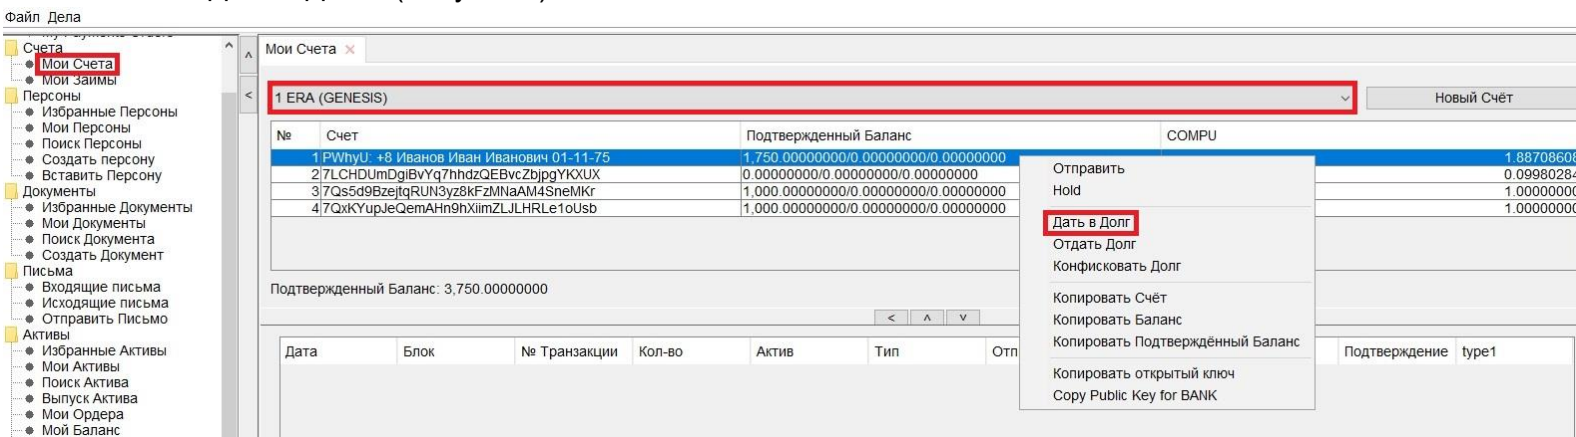 Файл Дела
Счета
Мои Счета
Мои Займы
Персоны
Избранные Персоны
Мои Персоны
Поиск Персоны
Создать персону
Вставить Персону
Документы
Избранные Документы
Мои Документы
Поиск Документа
Создать Документ
Письма
Входящие письма
Исходящие письма
Отправить Письмо
Активы
Избранные Активы
Мои Активы
Поиск Актива
Выпуск Актива
Мои Ордера
Мой Баланс
Мои Счета
1 ERA (GENESIS)
Новый Счёт
№ Счет Подтвержденный Баланс COMPU
1 PWhyU: +8 Иванов Иван Иванович 01-11-75 1,750.00000000/0.00000000/0.00000000 1.88708608
2 7LCHDUmDgiBvYq7hhdzQEBvcZbjpgYKXUX 0.00000000/0.00000000/0.00000000 0.09980284
3 7Qs5d9BzejtqRUN3yz8kFzMNaAM4SneMKr 1,000.00000000/0.00000000/0.00000000 1.00000000
4 7QxKYupJeQemAHn9hXiimZLJLHRLe1oUsb 1,000.00000000/0.00000000/0.00000000 1.00000000
Подтвержденный Баланс: 3,750.00000000
Отправить
Hold
Дать в Долг
Отдать Долг
Конфисковать Долг
Копировать Счёт
Копировать Баланс
Копировать Подтверждённый Баланс
Копировать открытый ключ
Copy Public Key for BANK
Дата Блок № Транзакции Кол-во Актив Тип Подтверждение type1